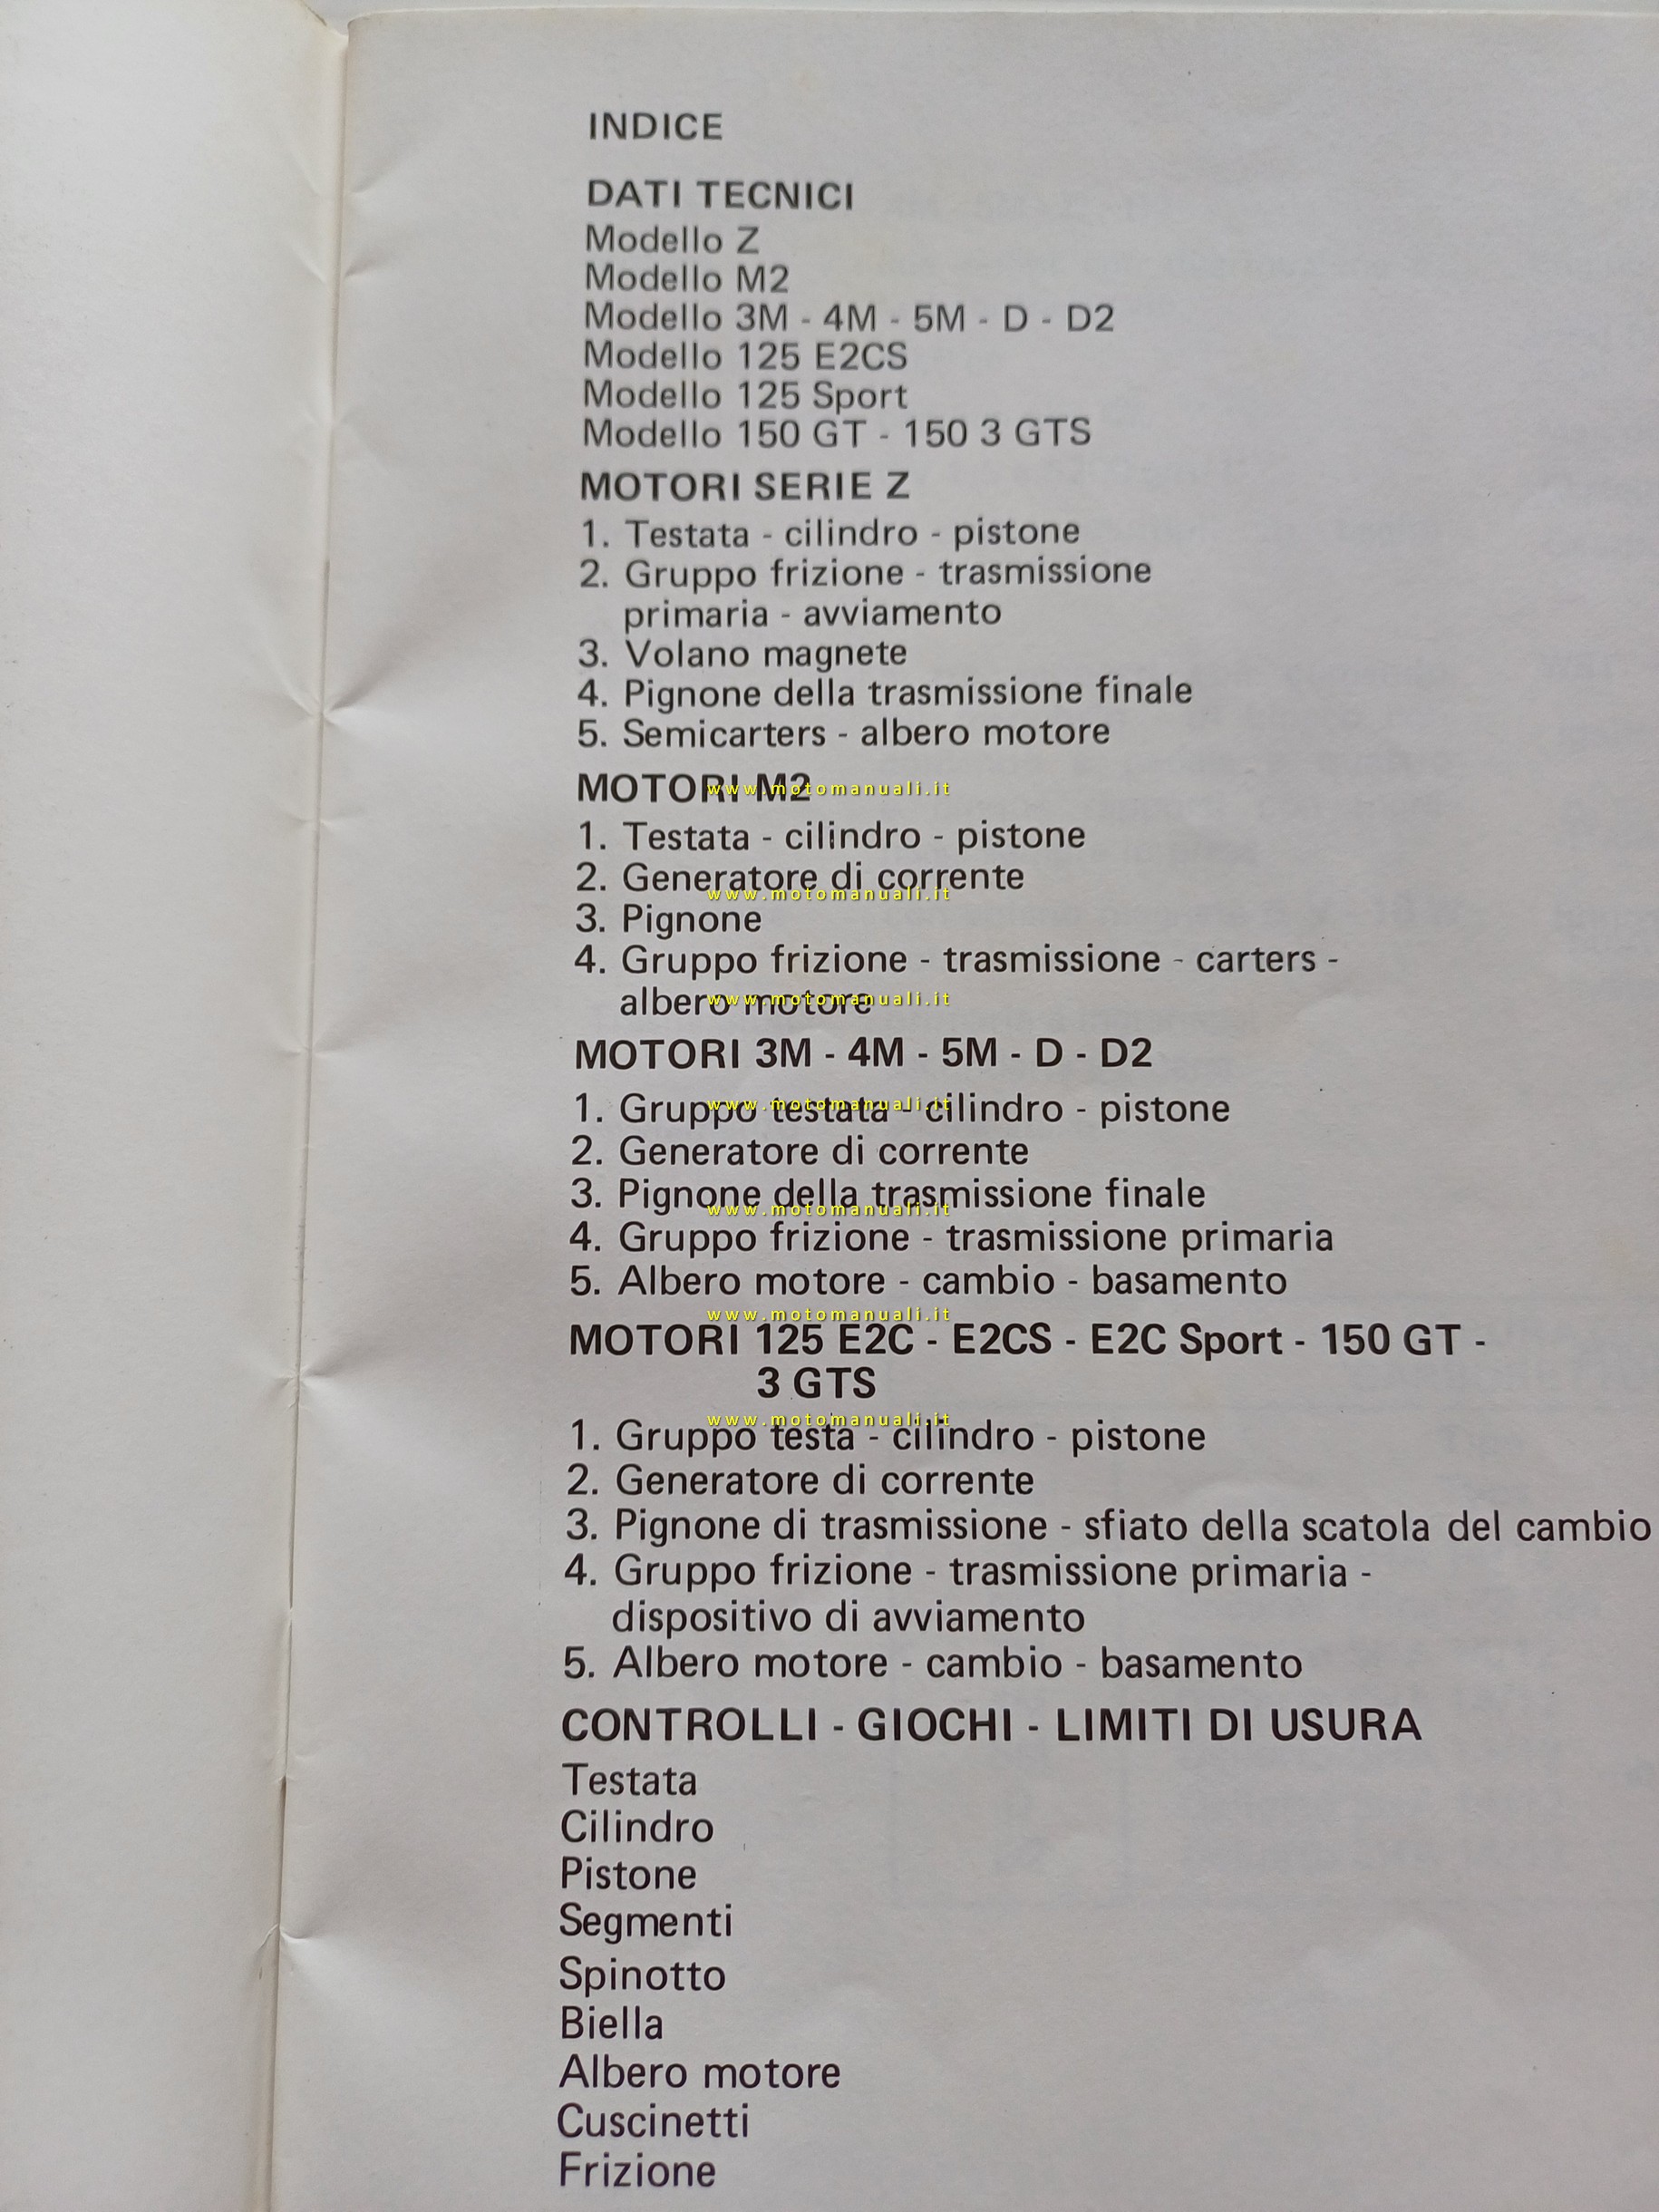 INDICE
DATI TECNICI
Modello Z
Modello M2
Modello 3M - 4M - 5M - D - D2
Modello 125 E2CS
Modello 125 Sport
Modello 150 GT - 150 3 GTS
MOTORI SERIE Z
1. Testata - cilindro - pistone
2. Gruppo frizione - trasmissione
primaria - avviamento
3. Volano magnete
4. Pignone della trasmissione finale
5. Semicarters - albero motore
MOTORI M2
www.motomanuali.it
1. Testata - cilindro - pistone
2. Generatore di corrente
www.motomanuali.it
3. Pignone
4. Gruppo frizione - trasmissione - carters -
albero motore
www.motomanuali.it
MOTORI 3M - 4M - 5M - D - D2
1. Gruppo testata - cilindro - pistone
www.motomanuali.it
2. Generatore di corrente
3. Pignone della trasmissione finale
www.motomanuali.it
4. Gruppo frizione - trasmissione primaria
5. Albero motore - cambio - basamento
www.motomanuali.it
MOTORI 125 E2C - E2CS - E2C Sport - 150 GT -
3 GTS
www.motomanuali.it
1. Gruppo testa - cilindro - pistone
2. Generatore di corrente
3. Pignone di trasmissione - sfiato della scatola del cambio
4. Gruppo frizione - trasmissione primaria -
dispositivo di avviamento
5. Albero motore - cambio - basamento
CONTROLLI - GIOCHI - LIMITI DI USURA
Testata
Cilindro
Pistone
Segmenti
Spinotto
Biella
Albero motore
Cuscinetti
Frizione